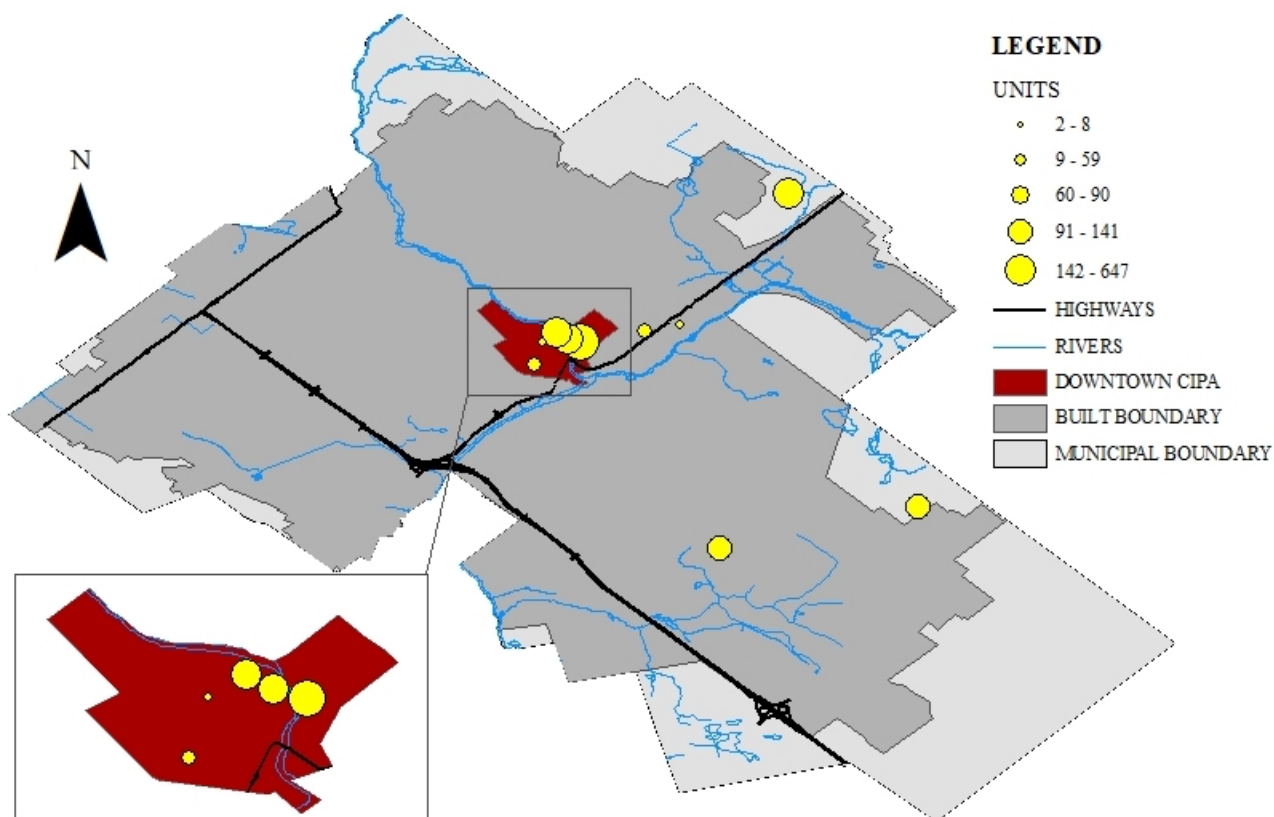 LEGEND
UNITS
2 - 8
9 - 59
60 - 90
91 - 141
142 - 647
HIGHWAYS
RIVERS
DOWNTOWN CIPA
BUILT BOUNDARY
MUNICIPAL BOUNDARY
N